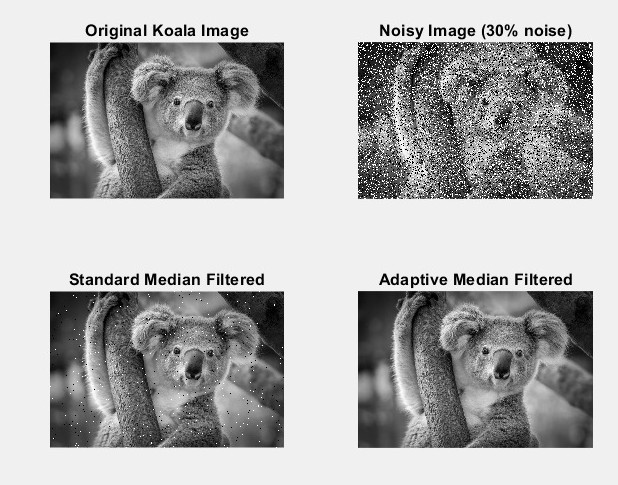 Original Koala Image
Noisy Image (30% noise)
Standard Median Filtered
Adaptive Median Filtered